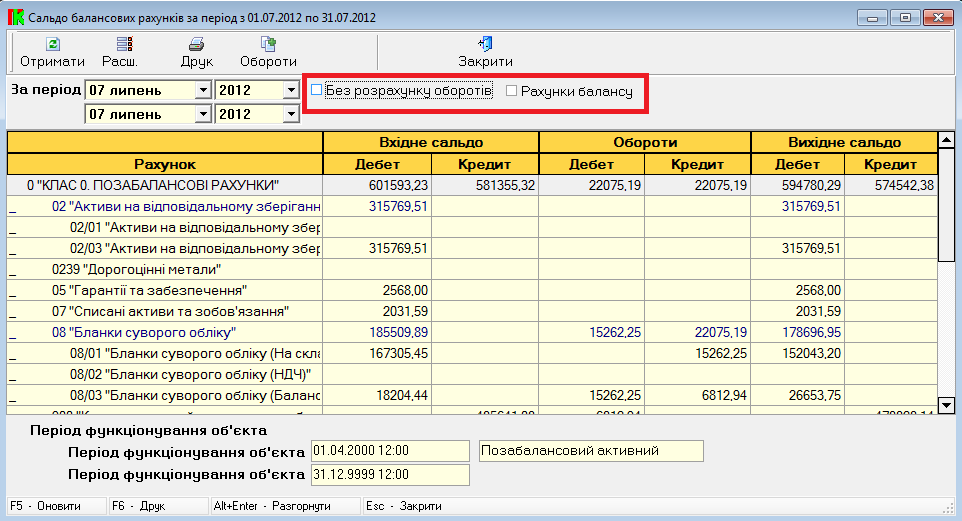 Сальдо балансових рахунків за період з 01.07.2012 по 31.07.2012
Отримати Расш. Друк Обороти Закрити
За період 07 липень 2012 Без розрахунку оборотів Рахунки балансу
07 липень 2012
Вхідне сальдо Обороти Вихідне сальдо
Рахунок Дебет Кредит Дебет Кредит Дебет Кредит
0 "КЛАС 0. ПОЗАБАЛАНСОВІ РАХУНКИ" 601593,23 581355,32 22075,19 22075,19 594780,29 574542,38
02 "Активи на відповідальному зберіганн 315769,51 315769,51
02/01 "Активи на відповідальному збер
02/03 "Активи на відповідальному збер 315769,51 315769,51
0239 "Дорогоцінні метали"
05 "Гарантії та забезпечення" 2568,00 2568,00
07 "Списані активи та зобов'язання" 2031,59 2031,59
08 "Бланки суворого обліку" 185509,89 15262,25 22075,19 178696,95
08/01 "Бланки суворого обліку (На скла 167305,45 15262,25 152043,20
08/02 "Бланки суворого обліку (НДЧ)"
08/03 "Бланки суворого обліку (Баланс 18204,44 15262,25 6812,94 26653,75
Період функціонування об'єкта
Період функціонування об'єкта 01.04.2000 12:00 Позабалансовий активний
Період функціонування об'єкта 31.12.9999 12:00
F5 - Оновити F6 - Друк Alt+Enter - Разгорнути Esc - Закрити